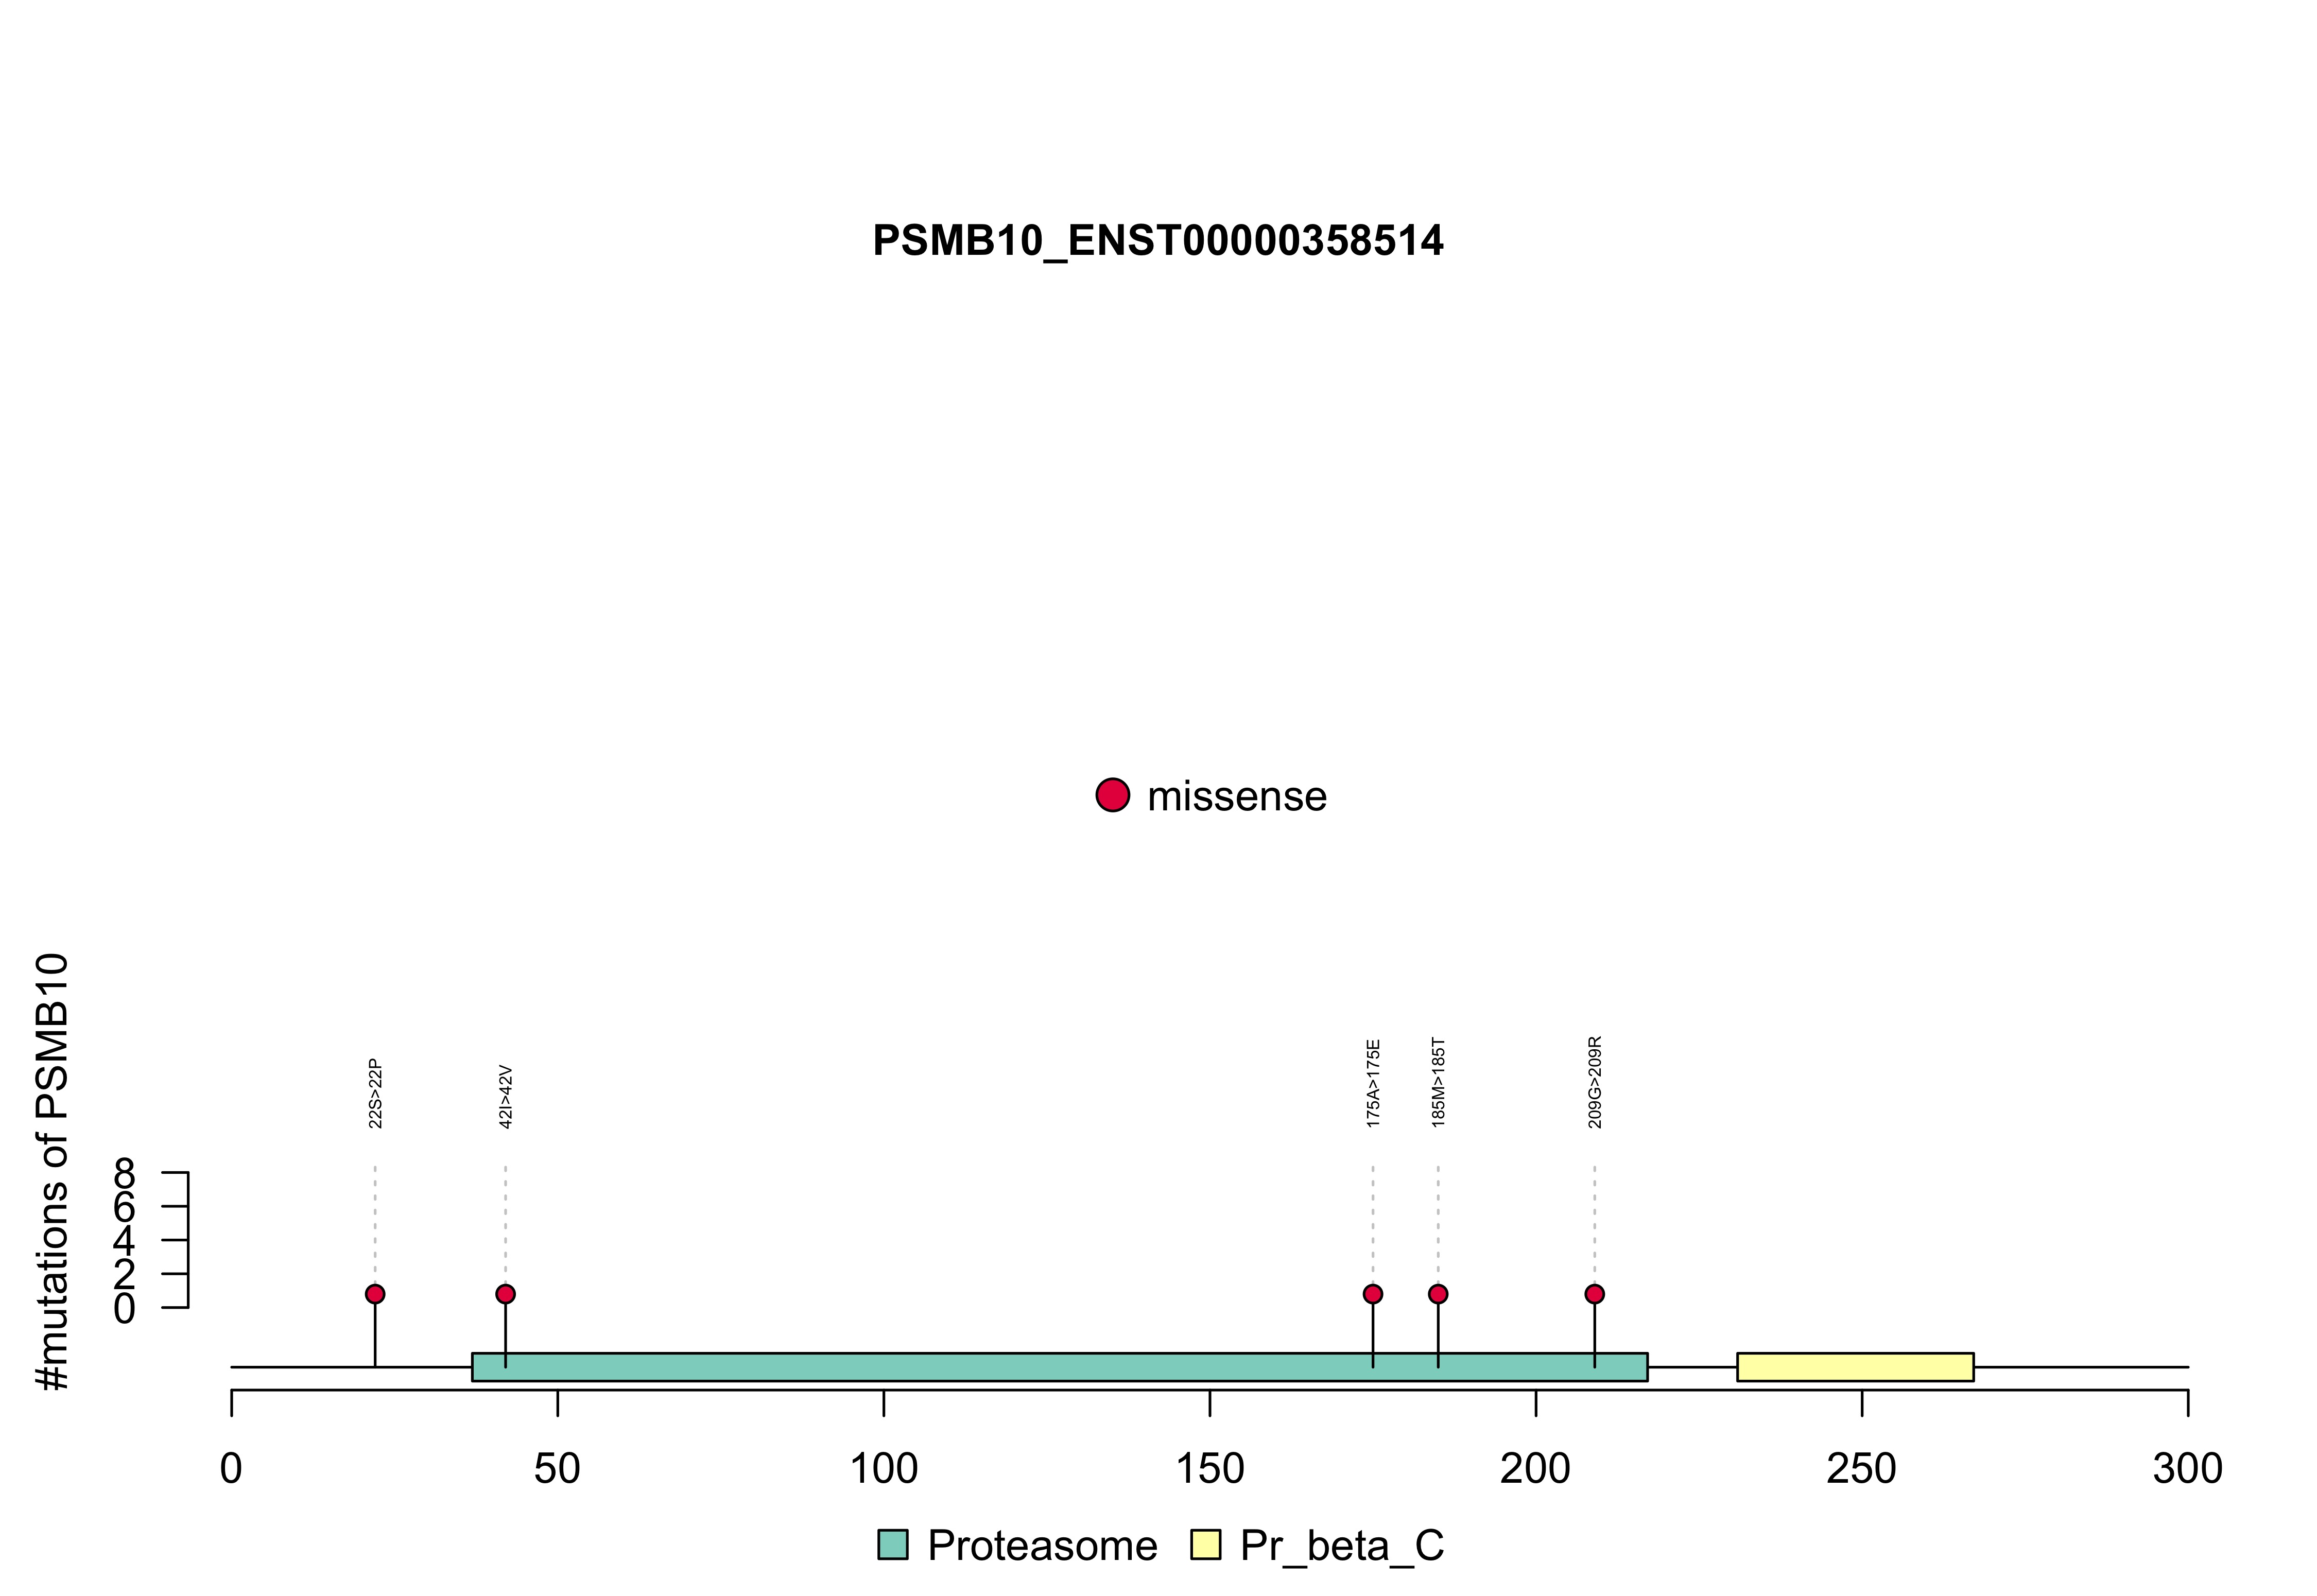 PSMB10_ENST00000358514
missense
#mutations of PSMB10
22S>22P
42I>42V
175A>175E
185M>185T
209G>209R
8
6
4
2
0
0 50 100 150 200 250 300
Proteasome Pr_beta_C